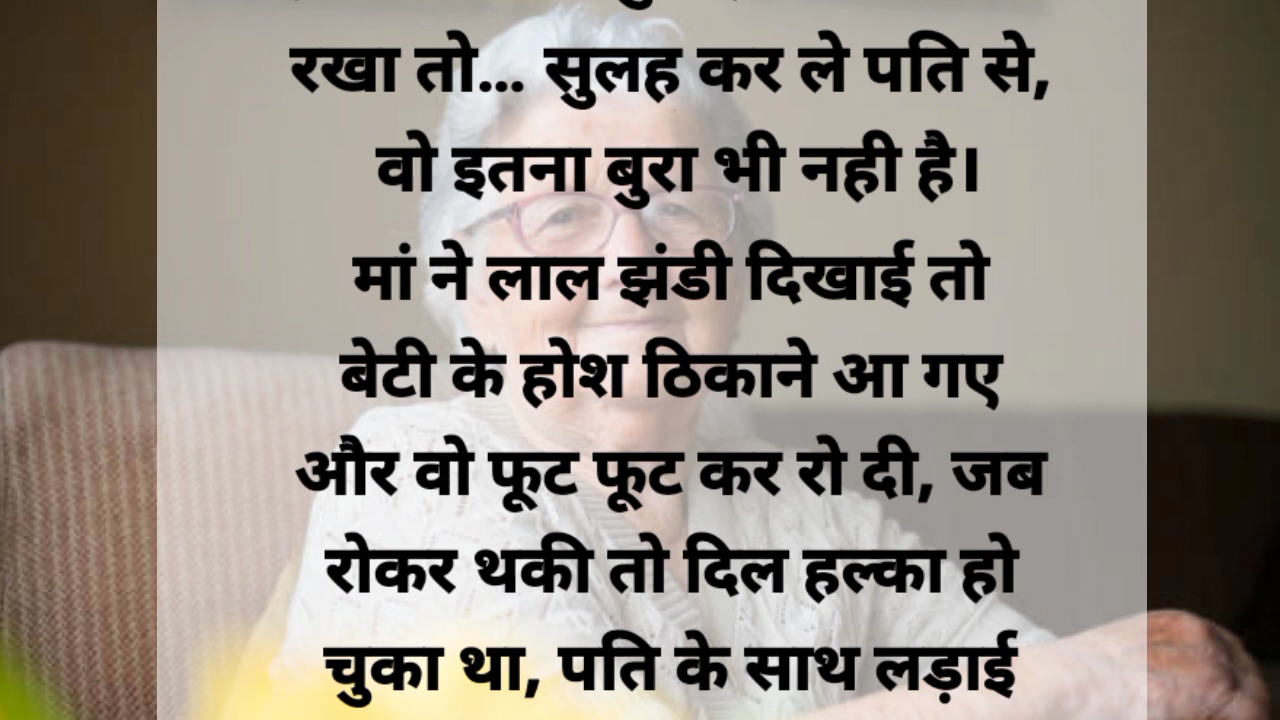 रखा तो... सुलह कर ले पति से,
वो इतना बुरा भी नही है।
मां ने लाल झंडी दिखाई तो
बेटी के होश ठिकाने आ गए
और वो फूट फूट कर रो दी, जब
रोकर थकी तो दिल हल्का हो
चुका था, पति के साथ लड़ाई